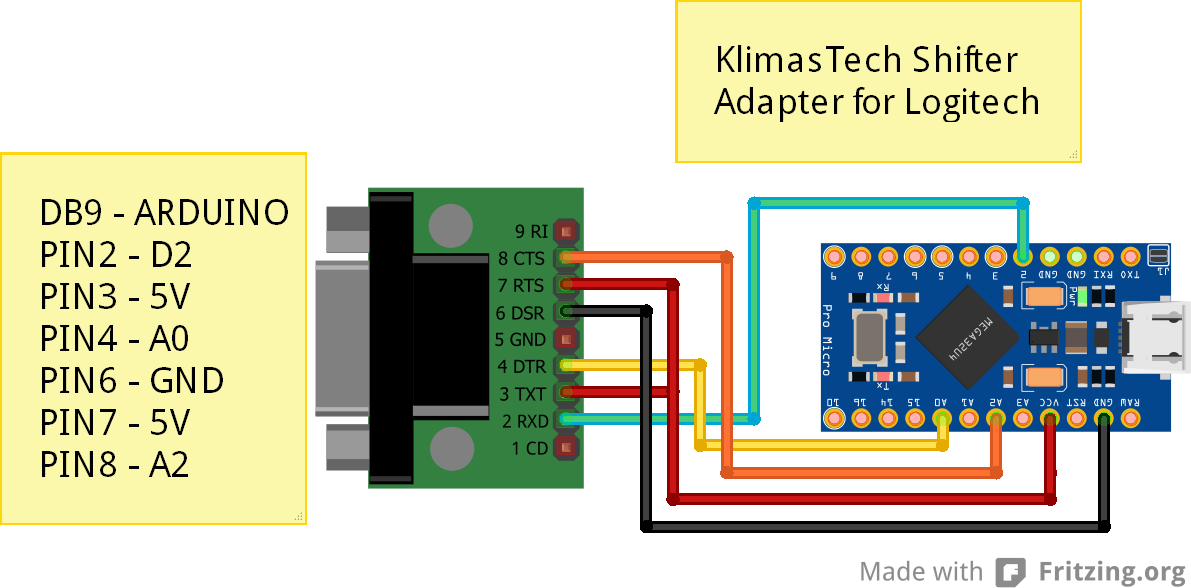 KlimasTech Shifter
Adapter for Logitech
DB9 - ARDUINO
PIN2 - D2
PIN3 - 5V
PIN4 - A0
PIN6 - GND
PIN7 - 5V
PIN8 - A2
9 RI
8 CTS
7 RTS
6 DSR
5 GND
4 DTR
3 TXT
2 RXD
1 CD
9 8 7 6 5 4 3 2 GND GND RXI TXO J1
Rx
Pwr
Pro Micro
MEGA32U4
Tx
10 16 14 15 A0 A1 A2 A3 VCC RST GND RAW
Made with Fritzing.org